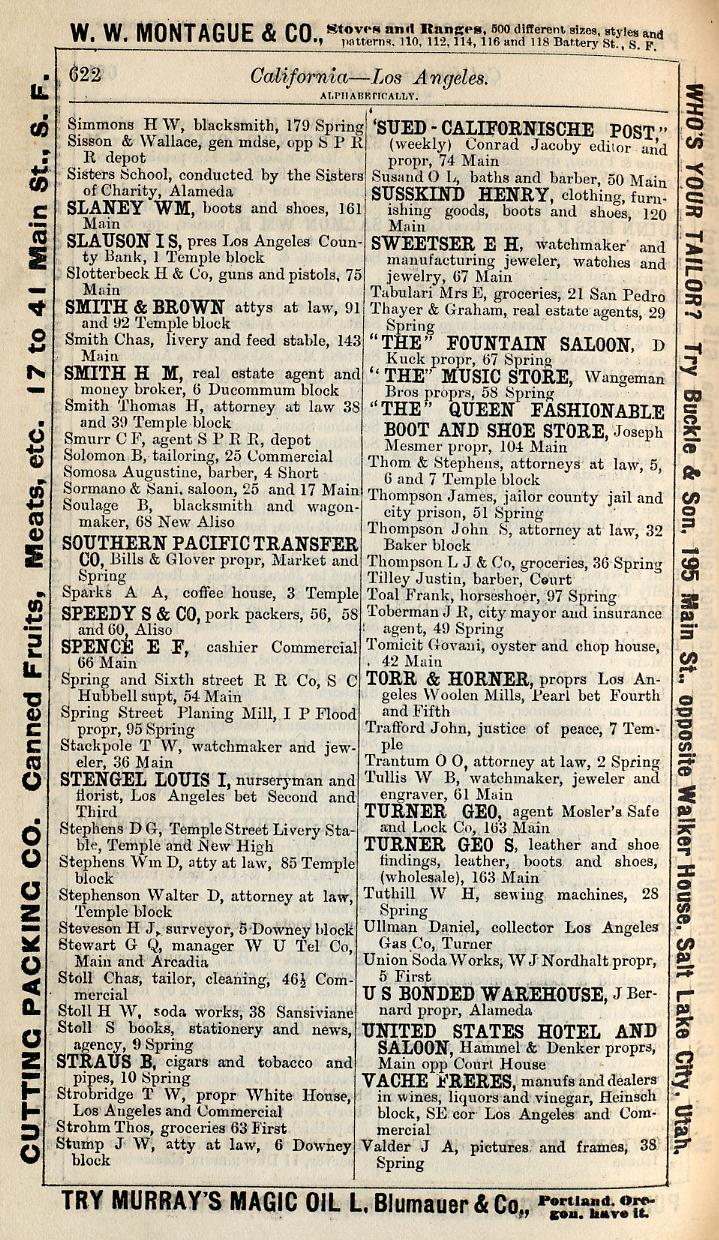 W. W. MONTAGUE & CO., Stoves and Ranges, 500 different sizes, styles and
patterns. 110, 112, 114, 116 and 118 Battery St., S. F.
622
California—Los Angeles.
ALPHABETICALLY.
Simmons H W, blacksmith, 179 Spring
Sisson & Wallace, gen mdse, opp S P R
R depot
Sisters School, conducted by the Sisters
of Charity, Alameda
SLANEY WM, boots and shoes, 161
Main
SLAUSON I S, pres Los Angeles Coun-
ty Bank, 1 Temple block
Slotterbeck H & Co, guns and pistols, 75
Main
SMITH & BROWN attys at law, 91
and 92 Temple block
Smith Chas, livery and feed stable, 143
Main
SMITH H M, real estate agent and
money broker, 6 Ducommum block
Smith Thomas H, attorney at law 38
and 39 Temple block
Smurr C F, agent S P R R, depot
Solomon B, tailoring, 25 Commercial
Somosa Augustine, barber, 4 Short
Sormano & Sani, saloon, 25 and 17 Main
Soulage B, blacksmith and wagon-
maker, 68 New Aliso
SOUTHERN PACIFIC TRANSFER
CO, Bills & Glover propr, Market and
Spring
Sparks A A, coffee house, 3 Temple
SPEEDY S & CO, pork packers, 56, 58
and 60, Aliso
SPENCE E F, cashier Commercial
66 Main
Spring and Sixth street R R Co, S C
Hubbell supt, 54 Main
Spring Street Planing Mill, I P Flood
propr, 95 Spring
Stackpole T W, watchmaker and jew-
eler, 36 Main
STENGEL LOUIS I, nurseryman and
florist, Los Angeles bet Second and
Third
Stephens D G, Temple Street Livery Sta-
ble, Temple and New High
Stephens Wm D, atty at law, 85 Temple
block
Stephenson Walter D, attorney at law,
Temple block
Steveson H J, surveyor, 5 Downey block
Stewart G Q, manager W U Tel Co,
Main and Arcadia
Stoll Chas, tailor, cleaning, 46½ Com-
mercial
Stoll H W, soda works, 38 Sansiviane
Stoll S books, stationery and news,
agency, 9 Spring
STRAUS B, cigars and tobacco and
pipes, 10 Spring
Strobridge T W, propr White House,
Los Angeles and Commercial
Strohm Thos, groceries 63 First
Stump J W, atty at law, 6 Downey
block
'SUED-CALIFORNISCHE POST,"
(weekly) Conrad Jacoby editor and
propr, 74 Main
Susand O L, baths and barber, 50 Main
SUSSKIND HENRY, clothing, furn-
ishing goods, boots and shoes, 120
Main
SWEETSER E H, watchmaker and
manufacturing jeweler, watches and
jewelry, 67 Main
Tabulari Mrs E, groceries, 21 San Pedro
Thayer & Graham, real estate agents, 29
Spring
"THE" FOUNTAIN SALOON, D
Kuck propr, 67 Spring
"THE" MUSIC STORE, Wangeman
Bros proprs, 58 Spring
"THE" QUEEN FASHIONABLE
BOOT AND SHOE STORE, Joseph
Mesmer propr, 104 Main
Thom & Stephens, attorneys at law, 5,
6 and 7 Temple block
Thompson James, jailor county jail and
city prison, 51 Spring
Thompson John S, attorney at law, 32
Baker block
Thompson L J & Co, groceries, 36 Spring
Tilley Justin, barber, Court
Toal Frank, horseshoer, 97 Spring
Toberman J R, city mayor and insurance
agent, 49 Spring
Tomicit Govani, oyster and chop house,
42 Main
TORR & HORNER, proprs Los An-
geles Woolen Mills, Pearl bet Fourth
and Fifth
Trafford John, justice of peace, 7 Tem-
ple
Trantum O O, attorney at law, 2 Spring
Tullis W B, watchmaker, jeweler and
engraver, 61 Main
TURNER GEO, agent Mosler's Safe
and Lock Co, 163 Main
TURNER GEO S, leather and shoe
findings, leather, boots and shoes,
(wholesale), 163 Main
Tuthill W H, sewing machines, 28
Spring
Ullman Daniel, collector Los Angeles
Gas Co, Turner
Union Soda Works, W J Nordhalt propr,
5 First
U S BONDED WAREHOUSE, J Ber-
nard propr, Alameda
UNITED STATES HOTEL AND
SALOON, Hammel & Denker proprs,
Main opp Court House
VACHE FRERES, manufs and dealers
in wines, liquors and vinegar, Heinsch
block, SE cor Los Angeles and Com-
mercial
Valder J A, pictures and frames, 38
Spring
CUTTING PACKING CO. Canned Fruits, Meats, etc. 17 to 41 Main St., S. F.
WHO'S YOUR TAILOR? Try Buckle & Son, 195 Main St., opposite Walker House, Salt Lake City, Utah.
TRY MURRAY'S MAGIC OIL L. Blumauer & Co., Portland, Ore-
gon. have it.